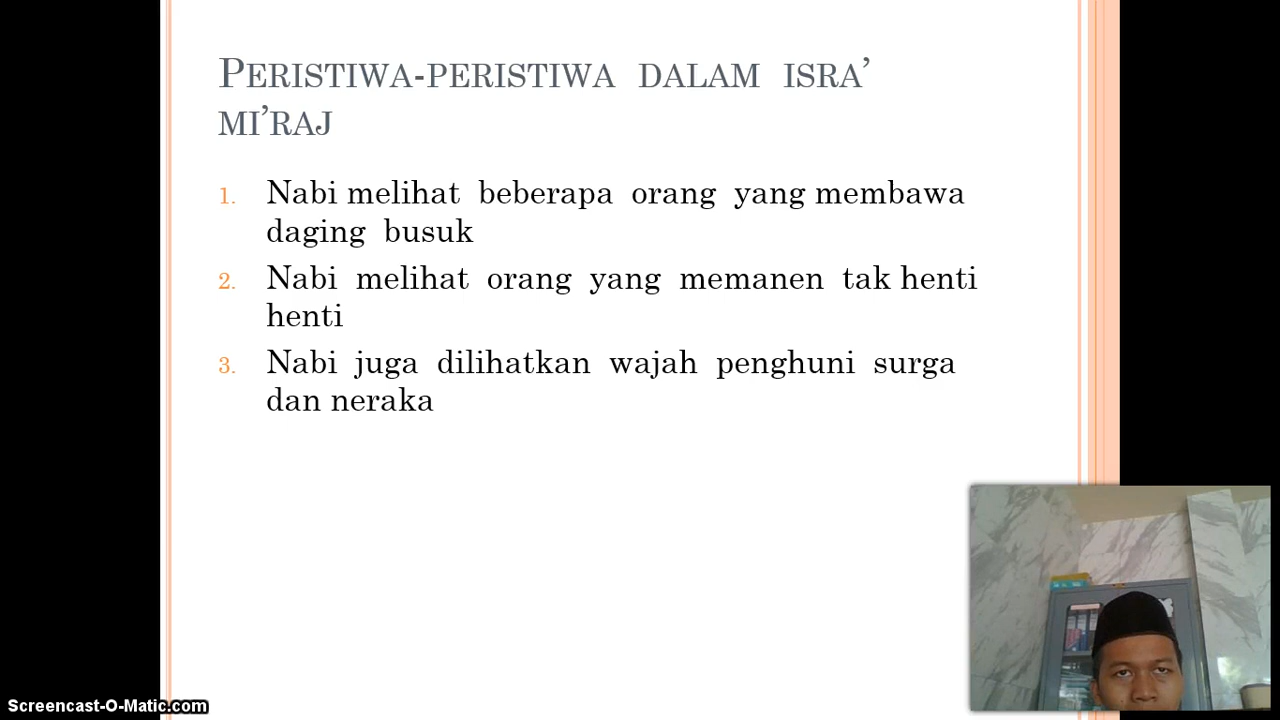 Peristiwa-peristiwa dalam isra’
mi’raj
1. Nabi melihat beberapa orang yang membawa
daging busuk
2. Nabi melihat orang yang memanen tak henti
henti
3. Nabi juga dilihatkan wajah penghuni surga
dan neraka
Screencast-O-Matic.com